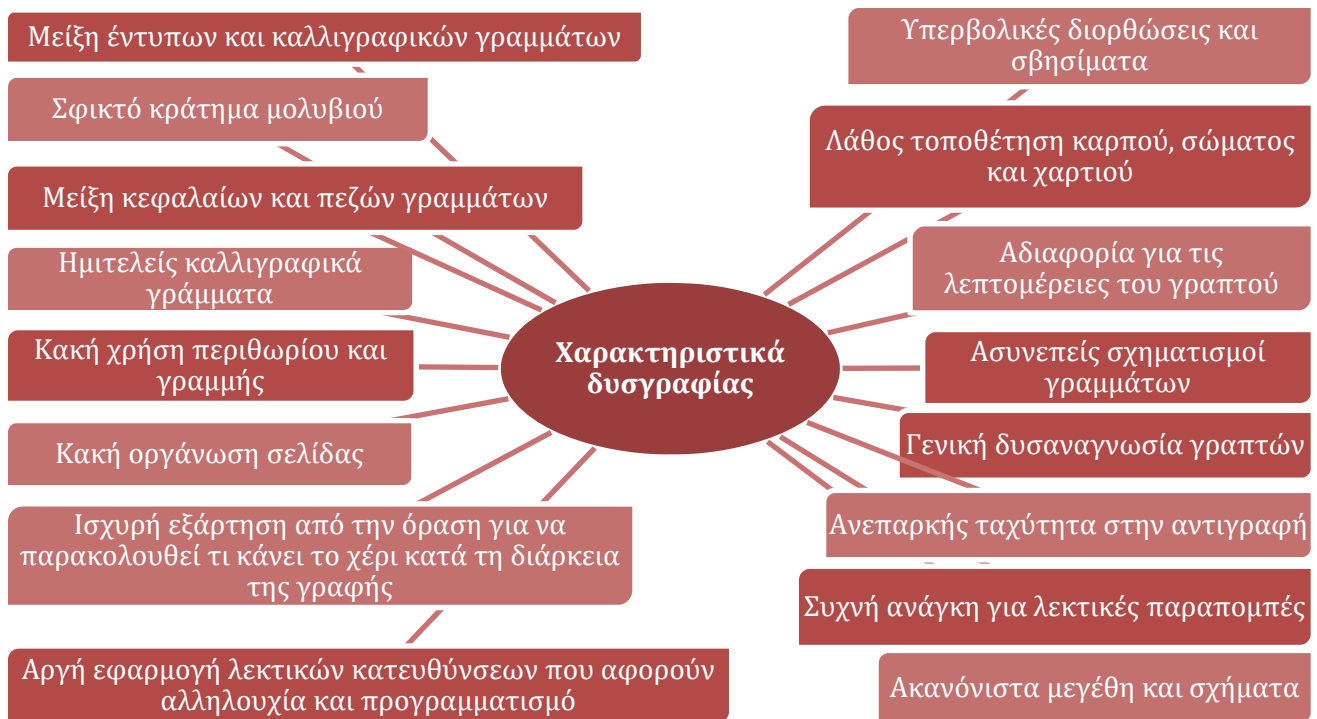 Μείξη έντυπων και καλλιγραφικών γραμμάτων
Σφικτό κράτημα μολυβιού
Μείξη κεφαλαίων και πεζών γραμμάτων
Ημιτελείς καλλιγραφικά
γράμματα
Κακή χρήση περιθωρίου και
γραμμής
Κακή οργάνωση σελίδας
Ισχυρή εξάρτηση από την όραση για να
παρακολουθεί τι κάνει το χέρι κατά τη διάρκεια
της γραφής
Αργή εφαρμογή λεκτικών κατευθύνσεων που αφορούν
αλληλουχία και προγραμματισμό
Χαρακτηριστικά
δυσγραφίας
Υπερβολικές διορθώσεις και
σβησίματα
Λάθος τοποθέτηση καρπού, σώματος
και χαρτιού
Αδιαφορία για τις
λεπτομέρειες του γραπτού
Ασυνεπείς σχηματισμοί
γραμμάτων
Γενική δυσαναγνωσία γραπτών
Ανεπαρκής ταχύτητα στην αντιγραφή
Συχνή ανάγκη για λεκτικές παραπομπές
Ακανόνιστα μεγέθη και σχήματα